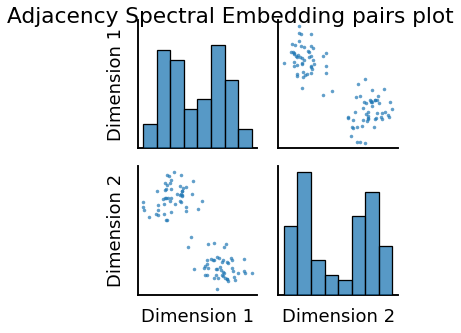 Adjacency Spectral Embedding pairs plot
Dimension 1
Dimension 2
Dimension 1
Dimension 2